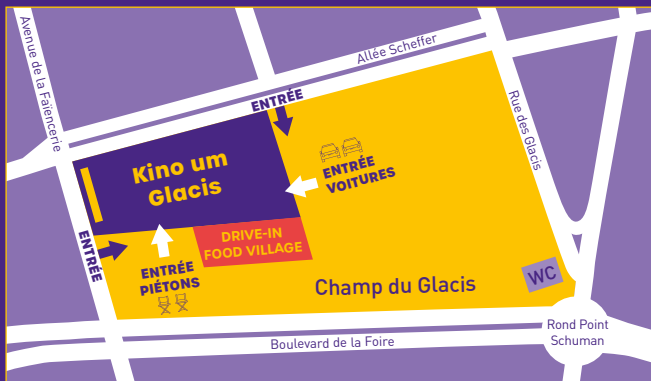 Avenue de la Faïencerie
Allée Scheffer
ENTRÉE
Rue des Glacis
Kino um
Glacis
ENTRÉE
VOITURES
DRIVE-IN
FOOD VILLAGE
ENTRÉE
ENTRÉE
PIÉTONS
Champ du Glacis
WC
Boulevard de la Foire
Rond Point
Schuman